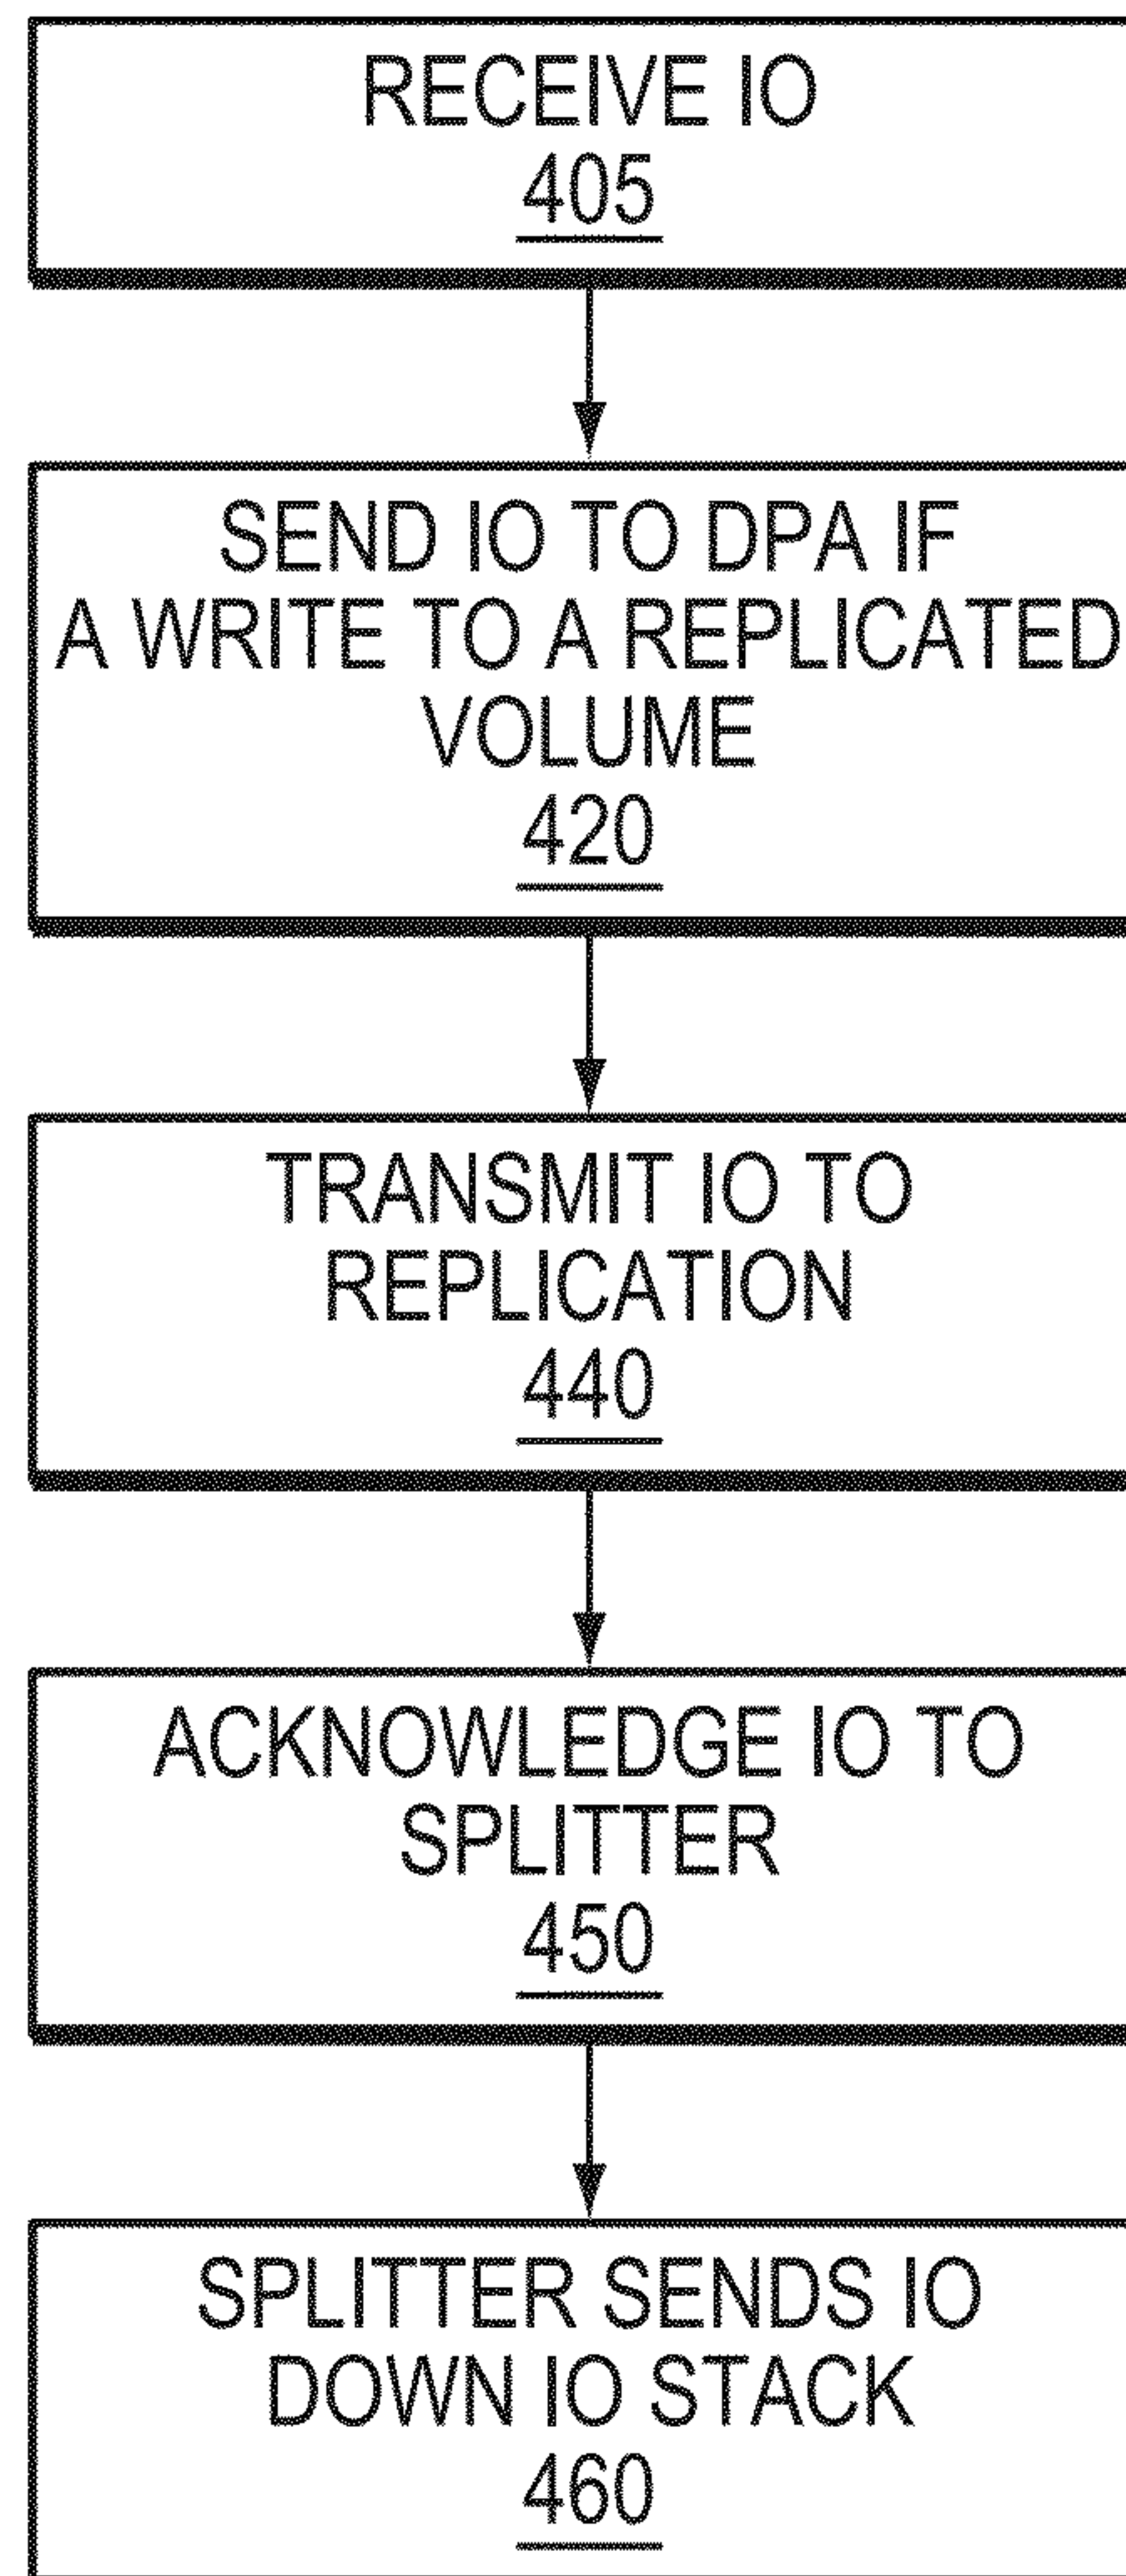 RECEIVE IO
405
SEND IO TO DPA IF
A WRITE TO A REPLICATED
VOLUME
420
TRANSMIT IO TO
REPLICATION
440
ACKNOWLEDGE IO TO
SPLITTER
450
SPLITTER SENDS IO
DOWN IO STACK
460